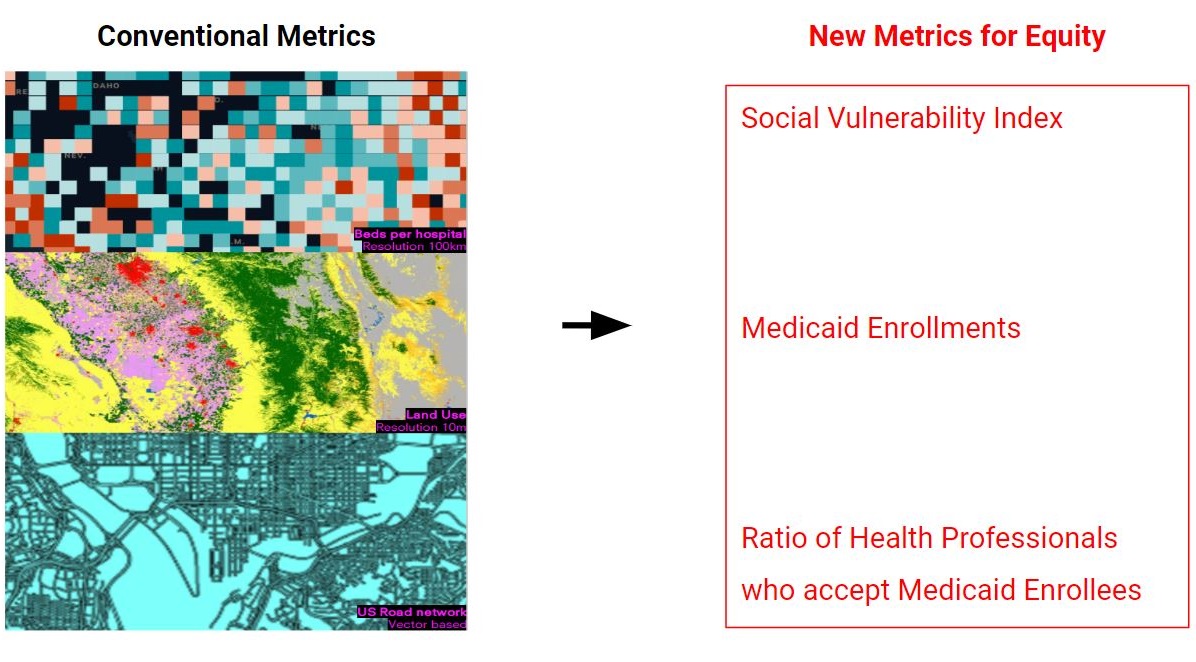 Conventional Metrics
New Metrics for Equity
DAHO
NEV.
Beds per hospital
Resolution 100km
Land Use
Resolution 10m
US Road network
Vector based
Social Vulnerability Index
Medicaid Enrollments
Ratio of Health Professionals
who accept Medicaid Enrollees